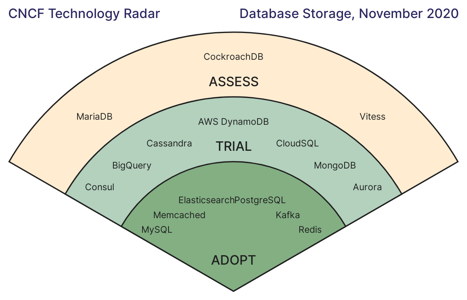 CNCF Technology Radar
Database Storage, November 2020
CockroachDB
ASSESS
MariaDB
Vitess
AWS DynamoDB
Cassandra
CloudSQL
TRIAL
BigQuery
MongoDB
Consul
Aurora
ElasticsearchPostgreSQL
Memcached
Kafka
MySQL
Redis
ADOPT